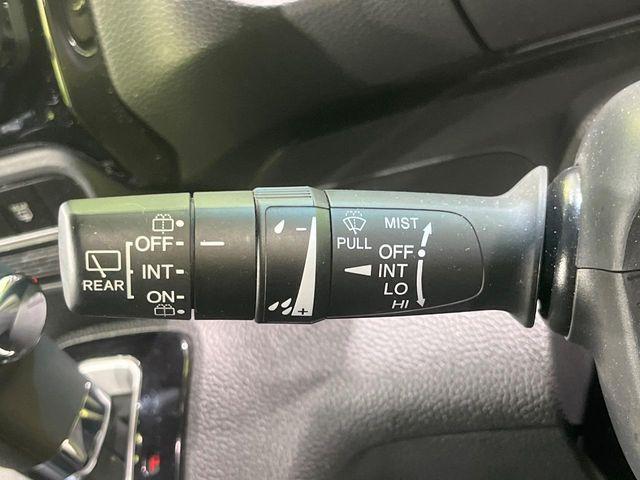 REAR
OFF
INT
ON
−
+
PULL
MIST
OFF
INT
LO
HI